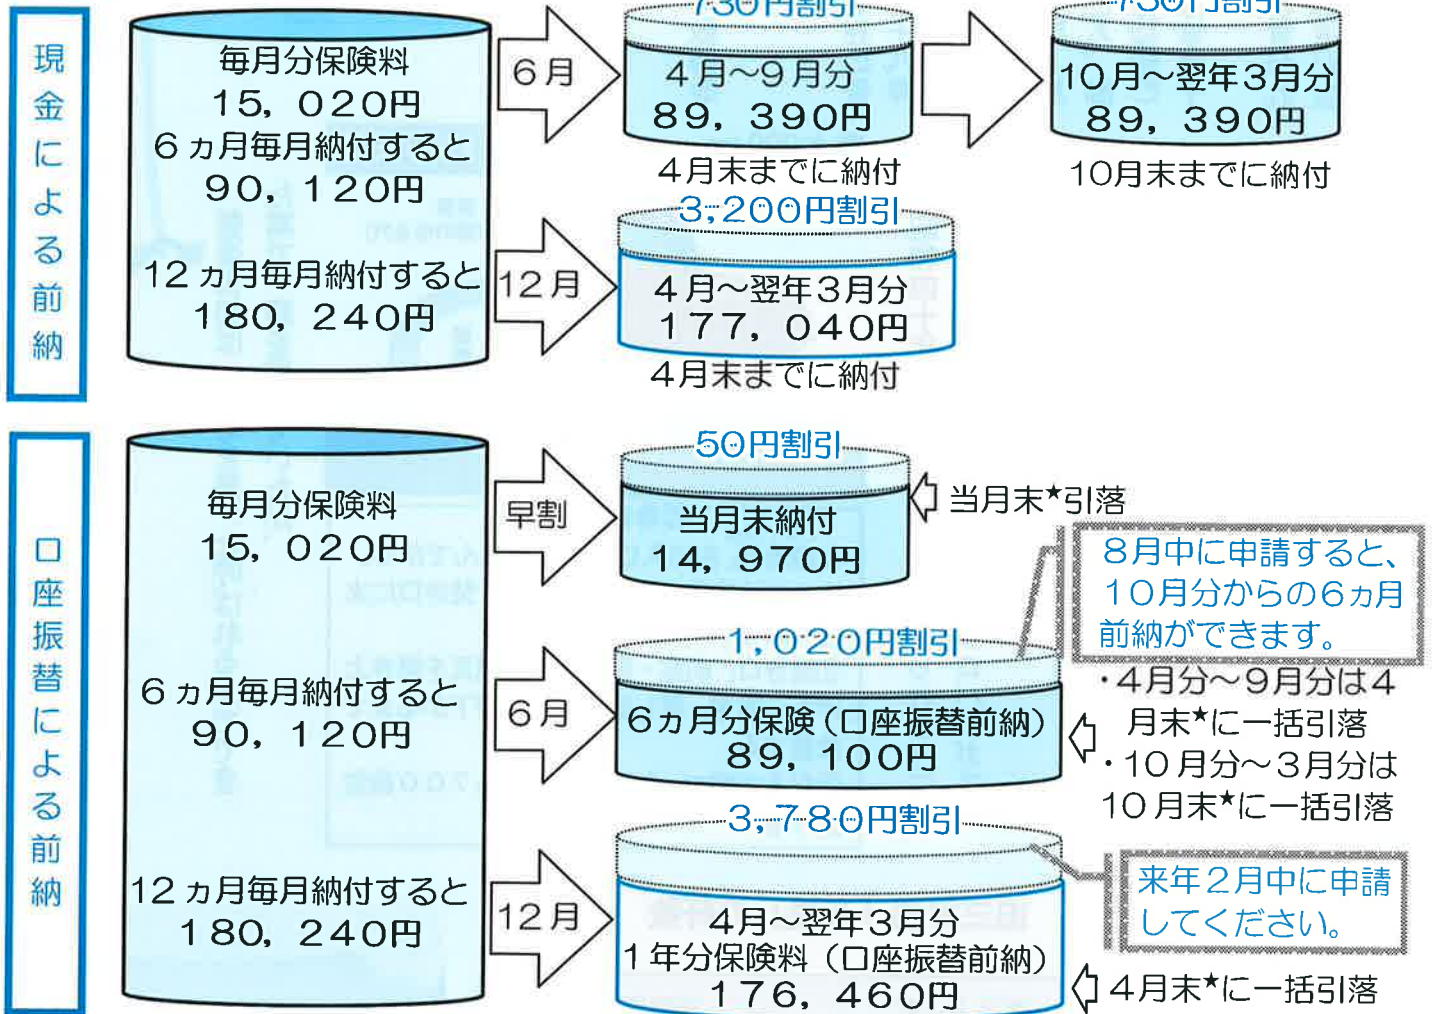 現金による前納
毎月分保険料
15，020円
6ヵ月毎月納付すると
90，120円
12ヵ月毎月納付すると
180，240円
6月
730円割引
4月～9月分
89，390円
4月末までに納付
730円割引
10月～翌年3月分
89，390円
10月末までに納付
12月
3,200円割引
4月～翌年3月分
177，040円
4月末までに納付
口座振替による前納
毎月分保険料
15，020円
6ヵ月毎月納付すると
90，120円
12ヵ月毎月納付すると
180，240円
早割
50円割引
当月末納付
14，970円
当月末★引落
6月
1,020円割引
6ヵ月分保険（口座振替前納）
89，100円
8月中に申請すると、
10月分からの6ヵ月
前納ができます。
・4月分～9月分は4
月末★に一括引落
・10月分～3月分は
10月末★に一括引落
12月
3,780円割引
4月～翌年3月分
1年分保険料（口座振替前納）
176，460円
来年2月中に申請
してください。
4月末★に一括引落